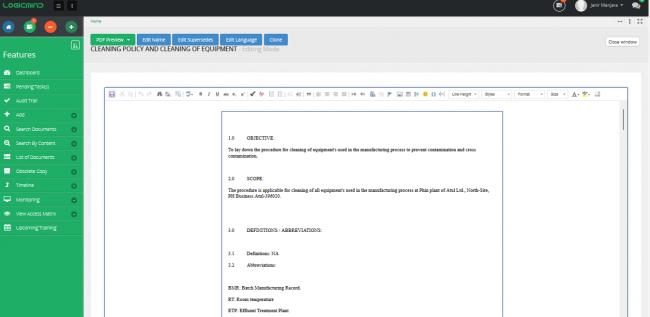 LOGICMIND
Jamir Manjara
Home
PDF Preview
Edit Name
Edit Supersedes
Edit Language
Clone
Close window
CLEANING POLICY AND CLEANING OF EQUIPMENT - Editing Mode
Features
Dashboard
Pending Task(s)
Audit Trail
Add
Search Documents
Search By Content
List of Documents
Obsolete Copy
Timeline
Monitoring
View Access Matrix
Upcoming Training
Line Height
Styles
Format
Size
1.0 OBJECTIVE:
To lay down the procedure for cleaning of equipment's used in the manufacturing process to prevent contamination and cross
contamination.
2.0 SCOPE:
The procedure is applicable for cleaning of all equipment's used in the manufacturing process at Phin plant of Atul Ltd., North-Site,
PH Business Atul-396020.
3.0 DEFINITIONS / ABBREVIATIONS:
3.1 Definitions: NA
3.2 Abbreviations:
BMR: Batch Manufacturing Record.
RT: Room temperature
ETP: Effluent Treatment Plant